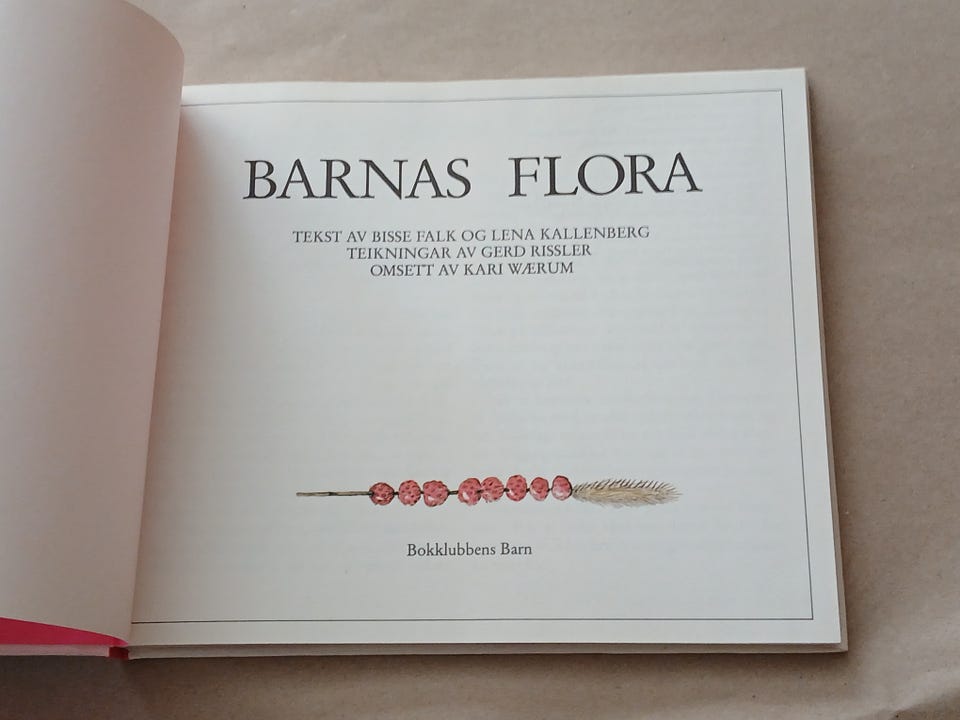 BARNAS FLORA
TEKST AV BISSE FALK OG LENA KALLENBERG
TEIKNINGAR AV GERD RISSLER
OMSETT AV KARI WÆRUM
Bokklubbens Barn